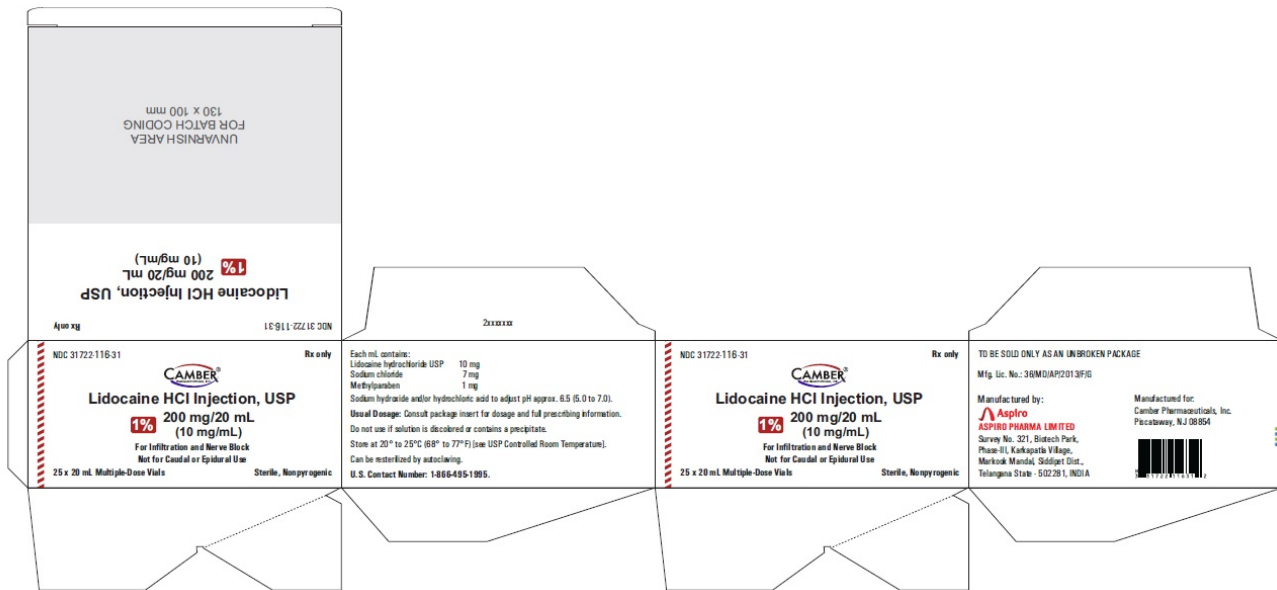 UNVARNISH AREA
FOR BATCH CODING
130 x 100 mm
NDC 31722-116-31 Rx only
Lidocaine HCl Injection, USP
1% 200 mg/20 mL
(10 mg/mL)
2xxxxxxx
NDC 31722-116-31 Rx only
CAMBER®
Lidocaine HCl Injection, USP
1% 200 mg/20 mL
(10 mg/mL)
For Infiltration and Nerve Block
Not for Caudal or Epidural Use
25 x 20 mL Multiple-Dose Vials Sterile, Nonpyrogenic
Each mL contains:
Lidocaine hydrochloride USP 10 mg
Sodium chloride 7 mg
Methylparaben 1 mg
Sodium hydroxide and/or hydrochloric acid to adjust pH approx. 6.5 (5.0 to 7.0).
Usual Dosage: Consult package insert for dosage and full prescribing information.
Do not use if solution is discolored or contains a precipitate.
Store at 20° to 25°C (68° to 77°F) [see USP Controlled Room Temperature].
Can be resterilized by autoclaving.
U.S. Contact Number: 1-866-495-1995.
NDC 31722-116-31 Rx only
CAMBER®
Lidocaine HCl Injection, USP
1% 200 mg/20 mL
(10 mg/mL)
For Infiltration and Nerve Block
Not for Caudal or Epidural Use
25 x 20 mL Multiple-Dose Vials Sterile, Nonpyrogenic
TO BE SOLD ONLY AS AN UNBROKEN PACKAGE
Mfg. Lic. No.: 36/MD/AP/2013/F/G
Manufactured by:
Aspiro
ASPIRO PHARMA LIMITED
Survey No. 321, Biotech Park,
Phase-III, Karkapatla Village,
Markook Mandal, Siddipet Dist.,
Telangana State - 502281, INDIA
Manufactured for:
Camber Pharmaceuticals, Inc.
Piscataway, NJ 08854